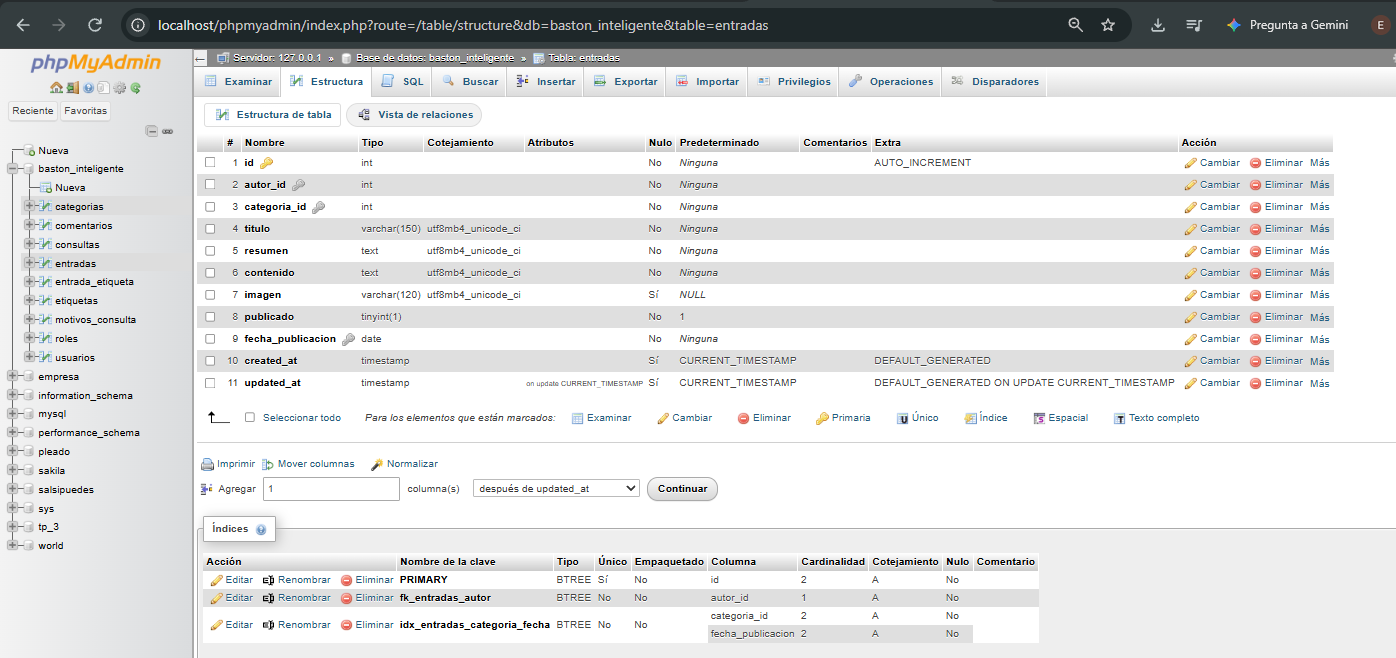 localhost/phpmyadmin/index.php?route=/table/structure&db=baston_inteligente&table=entradas
Pregunta a Gemini
E
phpMyAdmin
Reciente Favoritas
Nueva
baston_inteligente
Nueva
categorias
comentarios
consultas
entradas
entrada_etiqueta
etiquetas
motivos_consulta
roles
usuarios
empresa
information_schema
mysql
performance_schema
pleado
sakila
salsipuedes
sys
tp_3
world
Servidor: 127.0.0.1 » Base de datos: baston_inteligente » Tabla: entradas
Examinar Estructura SQL Buscar Insertar Exportar Importar Privilegios Operaciones Disparadores
Estructura de tabla Vista de relaciones
# Nombre Tipo Cotejamiento Atributos Nulo Predeterminado Comentarios Extra Acción
1 id int No Ninguna AUTO_INCREMENT Cambiar Eliminar Más
2 autor_id int No Ninguna Cambiar Eliminar Más
3 categoria_id int No Ninguna Cambiar Eliminar Más
4 titulo varchar(150) utf8mb4_unicode_ci No Ninguna Cambiar Eliminar Más
5 resumen text utf8mb4_unicode_ci No Ninguna Cambiar Eliminar Más
6 contenido text utf8mb4_unicode_ci No Ninguna Cambiar Eliminar Más
7 imagen varchar(120) utf8mb4_unicode_ci Sí NULL Cambiar Eliminar Más
8 publicado tinyint(1) No 1 Cambiar Eliminar Más
9 fecha_publicacion date No Ninguna Cambiar Eliminar Más
10 created_at timestamp Sí CURRENT_TIMESTAMP DEFAULT_GENERATED Cambiar Eliminar Más
11 updated_at timestamp on update CURRENT_TIMESTAMP Sí CURRENT_TIMESTAMP DEFAULT_GENERATED ON UPDATE CURRENT_TIMESTAMP Cambiar Eliminar Más
Seleccionar todo Para los elementos que están marcados: Examinar Cambiar Eliminar Primaria Único Índice Espacial Texto completo
Imprimir Mover columnas Normalizar
Agregar 1 columna(s) después de updated_at Continuar
Índices
Acción Nombre de la clave Tipo Único Empaquetado Columna Cardinalidad Cotejamiento Nulo Comentario
Editar Renombrar Eliminar PRIMARY BTREE Sí No id 2 A No
Editar Renombrar Eliminar fk_entradas_autor BTREE No No autor_id 1 A No
Editar Renombrar Eliminar idx_entradas_categoria_fecha BTREE No No categoria_id 2 A No
fecha_publicacion 2 A No